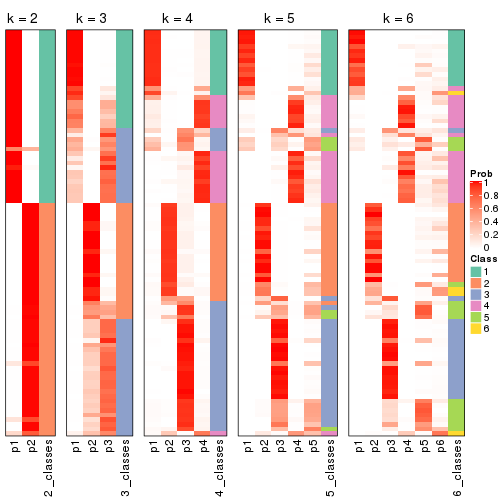 k = 2
k = 3
k = 4
k = 5
k = 6
p1
p2
2_classes
p1
p2
p3
3_classes
p1
p2
p3
p4
4_classes
p1
p2
p3
p4
p5
5_classes
p1
p2
p3
p4
p5
p6
6_classes
Prob
1
0.8
0.6
0.4
0.2
0
Class
1
2
3
4
5
6